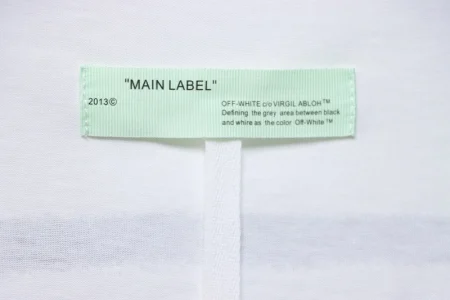 "MAIN LABEL"
2013©
OFF-WHITE c/o VIRGIL ABLOH™
Defining the grey area between black
and whire as the color Off-White™